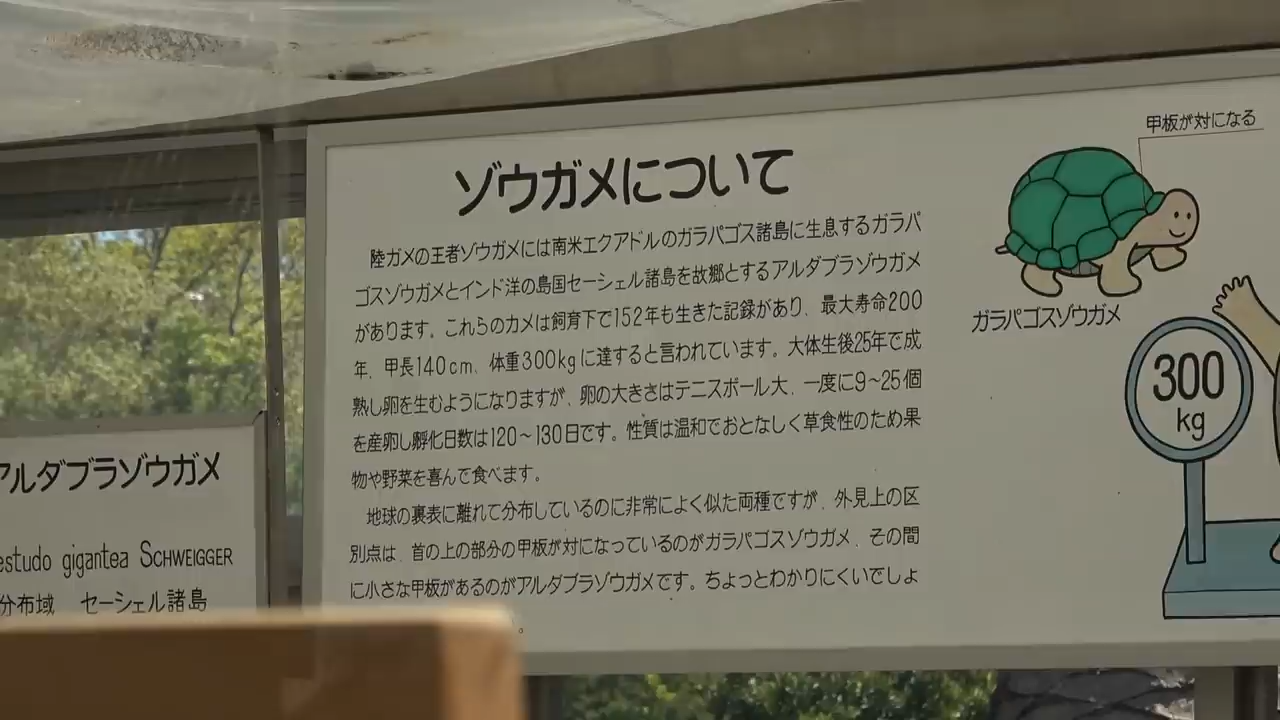 ゾウガメについて
陸ガメの王者ゾウガメには南米エクアドルのガラパゴス諸島に生息するガラパ
ゴスゾウガメとインド洋の島国セーシェル諸島を故郷とするアルダブラゾウガメ
があります。これらのカメは飼育下で152年も生きた記録があり、最大寿命200
年、甲長140cm、体重300kgに達すると言われています。大体生後25年で成
熟し卵を生むようになりますが、卵の大きさはテニスボール大、一度に9~25個
を産卵し孵化日数は120~130日です。性質は温和でおとなしく草食性のため果
物や野菜を喜んで食べます。
地球の裏表に離れて分布しているのに非常によく似た両種ですが、外見上の区
別点は、首の上の部分の甲板が対になっているのがガラパゴスゾウガメ、その間
に小さな甲板があるのがアルダブラゾウガメです。ちょっとわかりにくいでしょ
。
甲板が対になる
ガラパゴスゾウガメ
300
kg
アルダブラゾウガメ
estudo gigantea SCHWEIGGER
分布域 セーシェル諸島